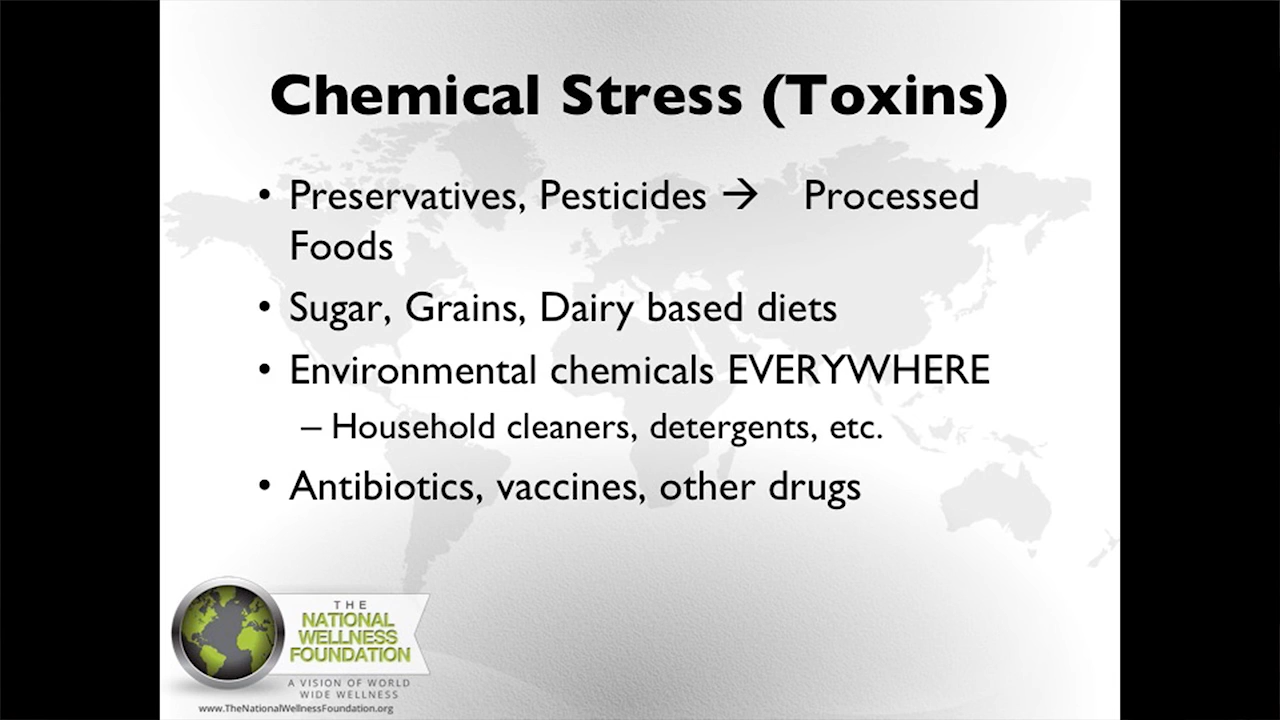 Chemical Stress (Toxins)
• Preservatives, Pesticides → Processed
Foods
• Sugar, Grains, Dairy based diets
• Environmental chemicals EVERYWHERE
– Household cleaners, detergents, etc.
• Antibiotics, vaccines, other drugs
THE
NATIONAL
WELLNESS
FOUNDATION
A VISION OF WORLD
WIDE WELLNESS
www.TheNationalWellnessFoundation.org